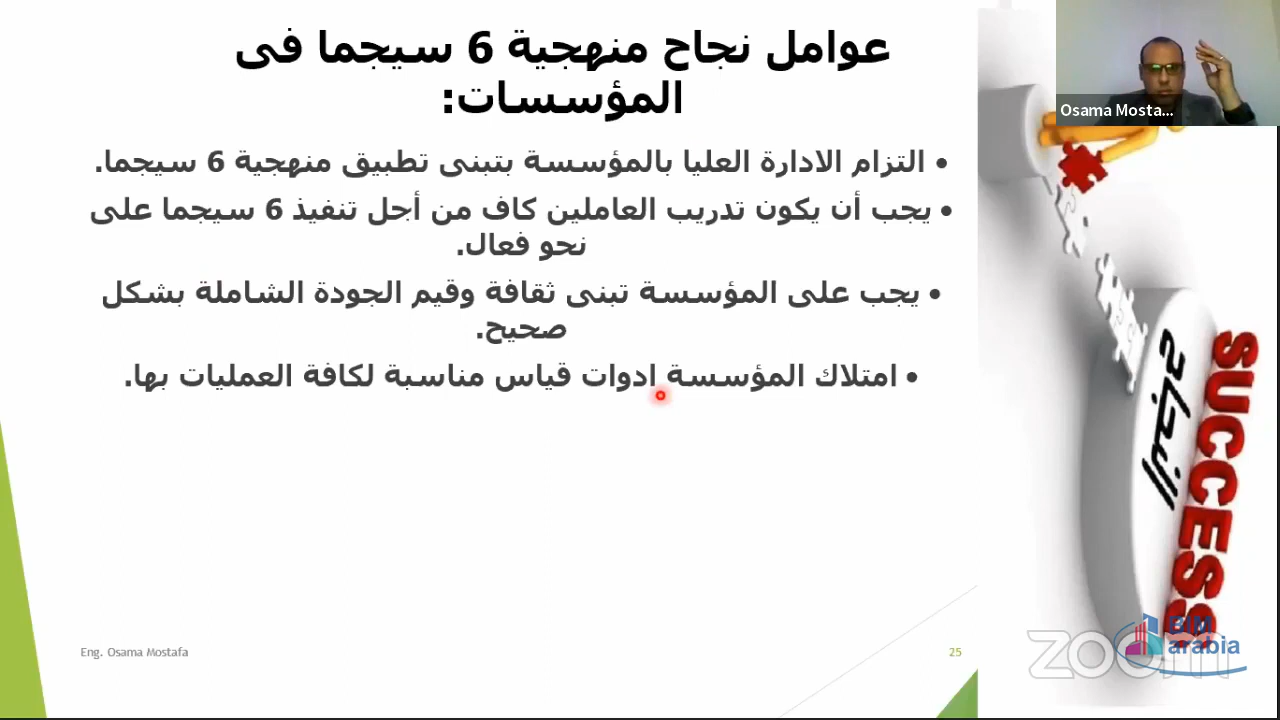 عوامل نجاح منهجية 6 سيجما فى
المؤسسات:
• التزام الادارة العليا بالمؤسسة بتبنى تطبيق منهجية 6 سيجما.
• يجب أن يكون تدريب العاملين كاف من أجل تنفيذ 6 سيجما على
نحو فعال.
• يجب على المؤسسة تبنى ثقافة وقيم الجودة الشاملة بشكل
صحيح.
• امتلاك المؤسسة ادوات قياس مناسبة لكافة العمليات بها.
Osama Mosta...
النجاح
SUCCESS
Eng. Osama Mostafa
25
zoom
BIM
arabia